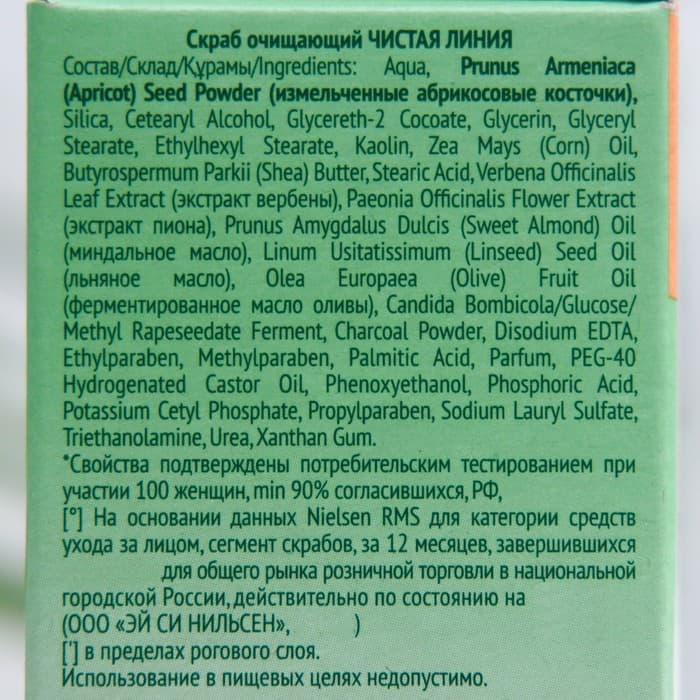 Скраб очищающий ЧИСТАЯ ЛИНИЯ
Состав/Склад/Құрамы/Ingredients: Aqua, Prunus Armeniaca
(Apricot) Seed Powder (измельченные абрикосовые косточки),
Silica, Cetearyl Alcohol, Glycereth-2 Cocoate, Glycerin, Glyceryl
Stearate, Ethylhexyl Stearate, Kaolin, Zea Mays (Corn) Oil,
Butyrospermum Parkii (Shea) Butter, Stearic Acid, Verbena Officinalis
Leaf Extract (экстракт вербены), Paeonia Officinalis Flower Extract
(экстракт пиона), Prunus Amygdalus Dulcis (Sweet Almond) Oil
(миндальное масло), Linum Usitatissimum (Linseed) Seed Oil
(льняное масло), Olea Europaea (Olive) Fruit Oil
(ферментированное масло оливы), Candida Bombicola/Glucose/
Methyl Rapeseedate Ferment, Charcoal Powder, Disodium EDTA,
Ethylparaben, Methylparaben, Palmitic Acid, Parfum, PEG-40
Hydrogenated Castor Oil, Phenoxyethanol, Phosphoric Acid,
Potassium Cetyl Phosphate, Propylparaben, Sodium Lauryl Sulfate,
Triethanolamine, Urea, Xanthan Gum.
*Свойства подтверждены потребительским тестированием при
участии 100 женщин, min 90% согласившихся, РФ,
[°] На основании данных Nielsen RMS для категории средств
ухода за лицом, сегмент скрабов, за 12 месяцев, завершившихся
для общего рынка розничной торговли в национальной
городской России, действительно по состоянию на
(ООО «ЭЙ СИ НИЛЬСЕН», )
['] в пределах рогового слоя.
Использование в пищевых целях недопустимо.